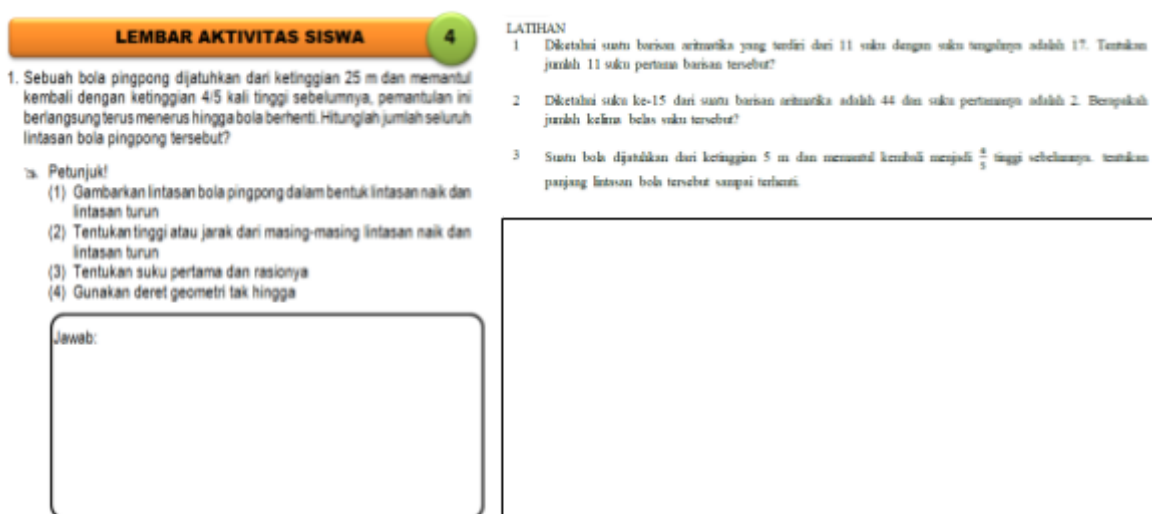 LEMBAR AKTIVITAS SISWA 4
1. Sebuah bola pingpong dijatuhkan dari ketinggian 25 m dan memantul
kembali dengan ketinggian 4/5 kali tinggi sebelumnya, pemantulan ini
berlangsung terus menerus hingga bola berhenti. Hitunglah jumlah seluruh
lintasan bola pingpong tersebut?
Petunjuk!
(1) Gambarkan lintasan bola pingpong dalam bentuk lintasan naik dan
lintasan turun
(2) Tentukan tinggi atau jarak dari masing-masing lintasan naik dan
lintasan turun
(3) Tentukan suku pertama dan rasionya
(4) Gunakan deret geometri tak hingga
Jawab:
LATIHAN
1 Diketahui suatu barisan aritmatika yang terdiri dari 11 suku dengan suku tengahnya adalah 17. Tentukan
jumlah 11 suku pertama barisan tersebut?
2 Diketahui suku ke-15 dari suatu barisan aritmatika adalah 44 dan suku pertamanya adalah 2. Berapakah
jumlah kelima belas suku tersebut?
3 Suatu bola dijatuhkan dari ketinggian 5 m dan memantul kembali menjadi 4/5 tinggi sebelumnya. tentukan
panjang lintasan bola tersebut sampai terhenti.